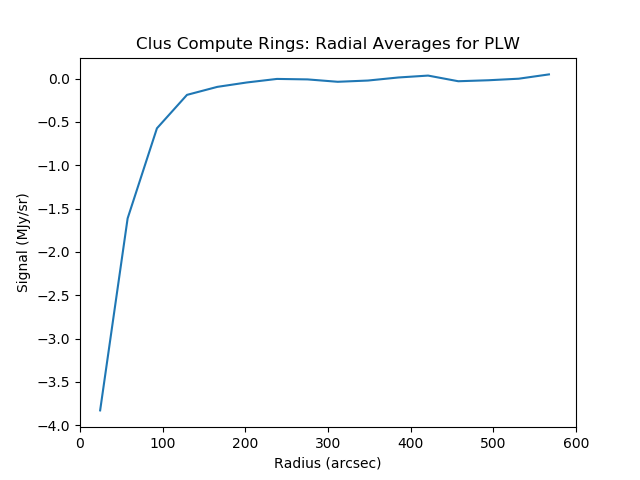 Clus Compute Rings: Radial Averages for PLW
0.0
−0.5
−1.0
−1.5
−2.0
−2.5
−3.0
−3.5
−4.0
Signal (MJy/sr)
0 100 200 300 400 500 600
Radius (arcsec)